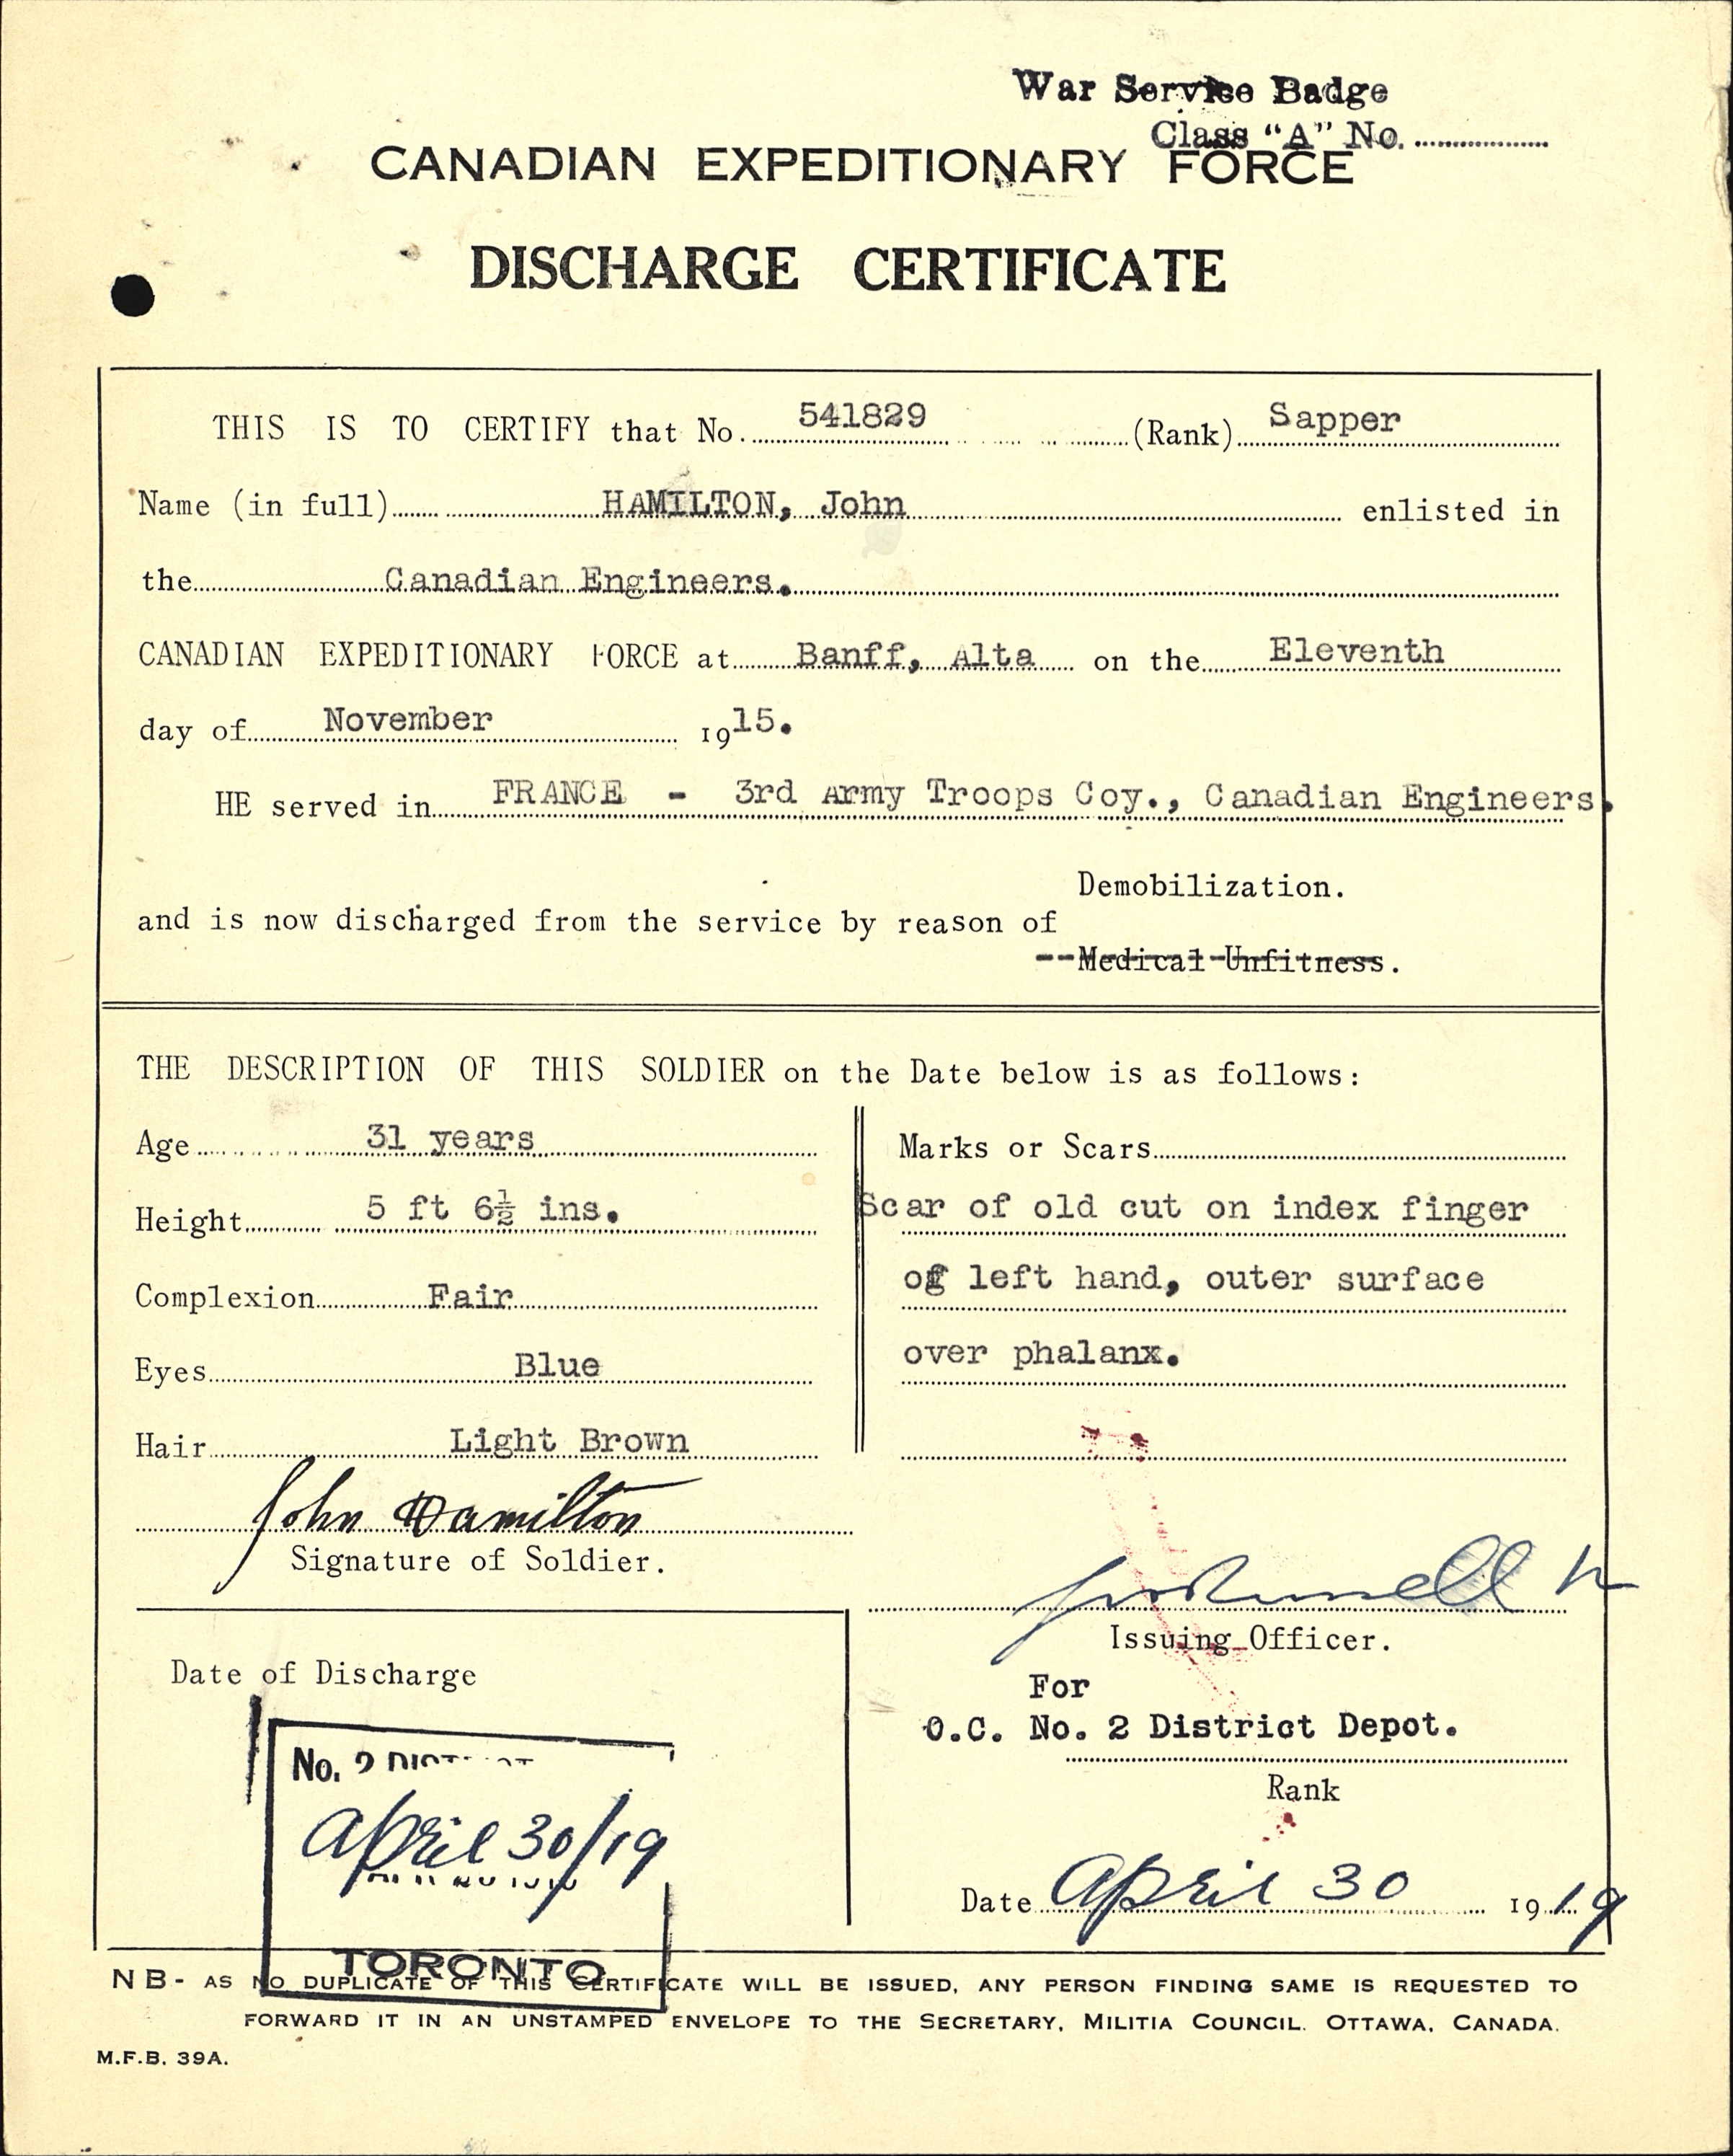 War Service Badge
Class "A" No.
CANADIAN EXPEDITIONARY FORCE
DISCHARGE CERTIFICATE
THIS IS TO CERTIFY that No. 541829 (Rank) Sapper
Name (in full) HAMILTON, John enlisted in
the Canadian Engineers.
CANADIAN EXPEDITIONARY FORCE at Banff, Alta on the Eleventh
day of November 1915.
HE served in FRANCE - 3rd Army Troops Coy., Canadian Engineers.
Demobilization.
and is now discharged from the service by reason of
--Medical Unfitness.
THE DESCRIPTION OF THIS SOLDIER on the Date below is as follows:
Age 31 years
Height 5 ft 6½ ins.
Complexion Fair
Eyes Blue
Hair Light Brown
Marks or Scars
Scar of old cut on index finger
of left hand, outer surface
over phalanx.
John Hamilton
Signature of Soldier.
Issuing Officer.
For
O.C. No. 2 District Depot.
Rank
Date April 30 1919
Date of Discharge
No. 2
April 30/19
TORONTO
NB- AS NO DUPLICATE OF THIS CERTIFICATE WILL BE ISSUED, ANY PERSON FINDING SAME IS REQUESTED TO
FORWARD IT IN AN UNSTAMPED ENVELOPE TO THE SECRETARY, MILITIA COUNCIL. OTTAWA, CANADA.
M.F.B. 39A.